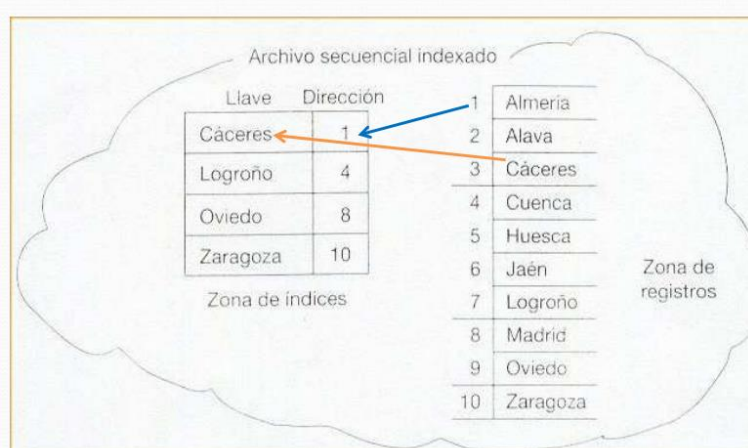 Archivo secuencial indexado
Llave Dirección
Cáceres 1
Logroño 4
Oviedo 8
Zaragoza 10
Zona de índices
1 Almería
2 Alava
3 Cáceres
4 Cuenca
5 Huesca
6 Jaén
7 Logroño
8 Madrid
9 Oviedo
10 Zaragoza
Zona de
registros